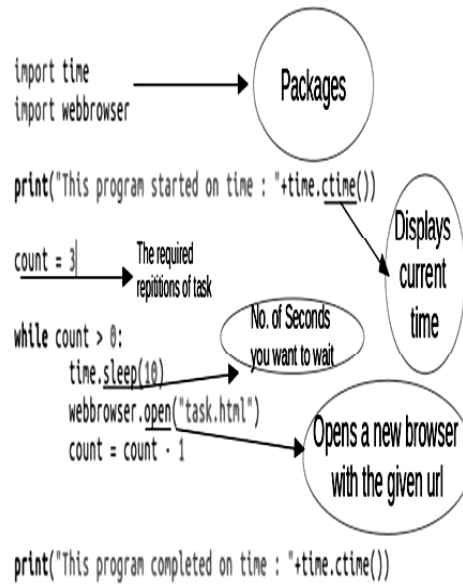 import time
import webbrowser
Packages
print("This program started on time : "+time.ctime())
Displays
current
time
count = 3
The required
repititions of task
No. of Seconds
you want to wait
while count > 0:
time.sleep(10)
webbrowser.open("task.html")
count = count - 1
Opens a new browser
with the given url
print("This program completed on time : "+time.ctime())